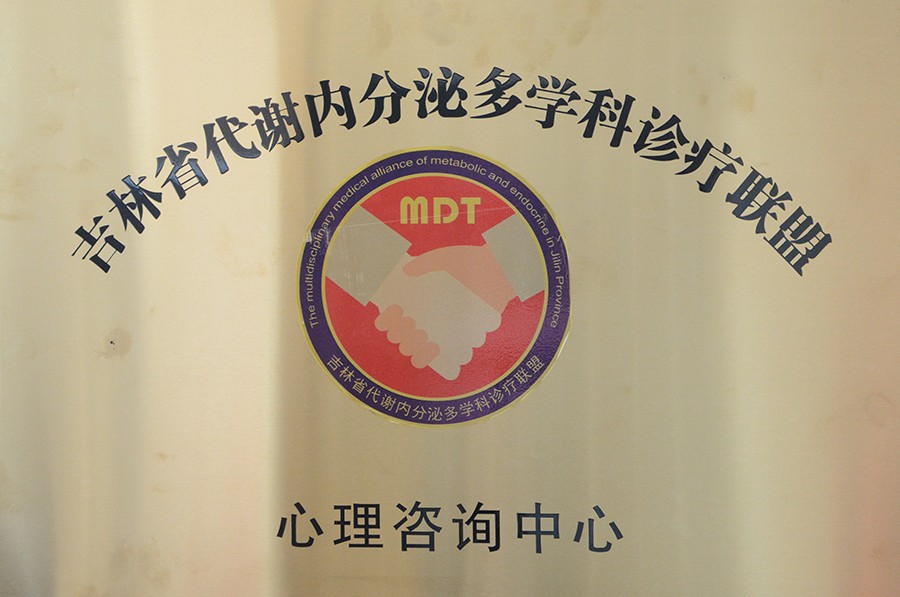 吉林省代谢内分泌多学科诊疗联盟
The multidisciplinary medical alliance of metabolic and endocrine in Jilin Province
MDT
吉林省代谢内分泌多学科诊疗联盟
心理咨询中心